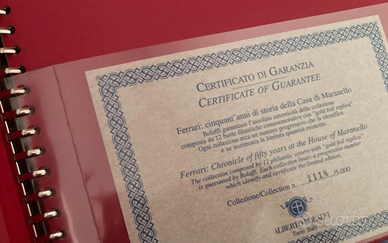 CERTIFICATO DI GARANZIA
CERTIFICATE OF GUARANTEE
Ferrari: cinquant'anni di storia della Casa di Maranello
Bolaffi garantisce l'assoluta autenticità della collezione
composta da 12 buste filateliche commemorative con "gold foil replica"
Ogni collezione reca un numero progressivo che la identifica
e ne testimonia la tiratura limitata.
Ferrari: Chronicle of fifty years at the House of Maranello
The collection composed by 12 philatelic covers with "gold foil replica"
is guaranteed by Bolaffi. Each collection bears a progressive number
which identify and certificate the limited edition.
Collezione/Collection n. 1118 /5.000
ALBERTO BOLAFFI
Turin Italy